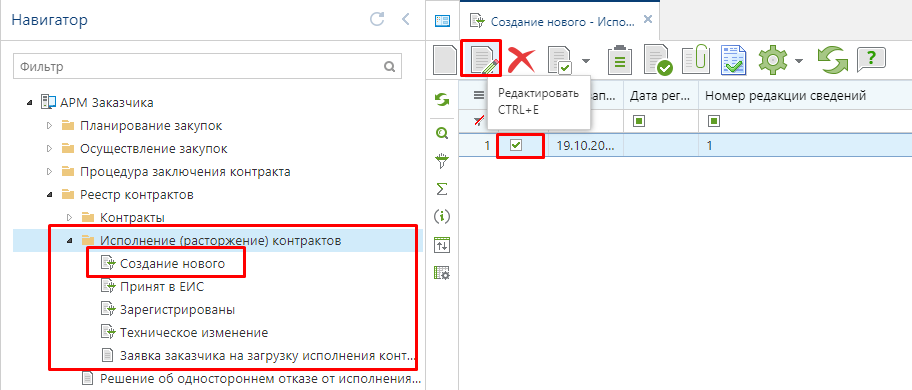 Навигатор
Фильтр
АРМ Заказчика
Планирование закупок
Осуществление закупок
Процедура заключения контракта
Реестр контрактов
Контракты
Исполнение (расторжение) контрактов
Создание нового
Принят в ЕИС
Зарегистрированы
Техническое изменение
Заявка заказчика на загрузку исполнения конт...
Решение об одностороннем отказе от исполнения...
Создание нового - Испо...
Редактировать
CTRL+E
ап... Дата рег... Номер редакции сведений
1 19.10.20... 1